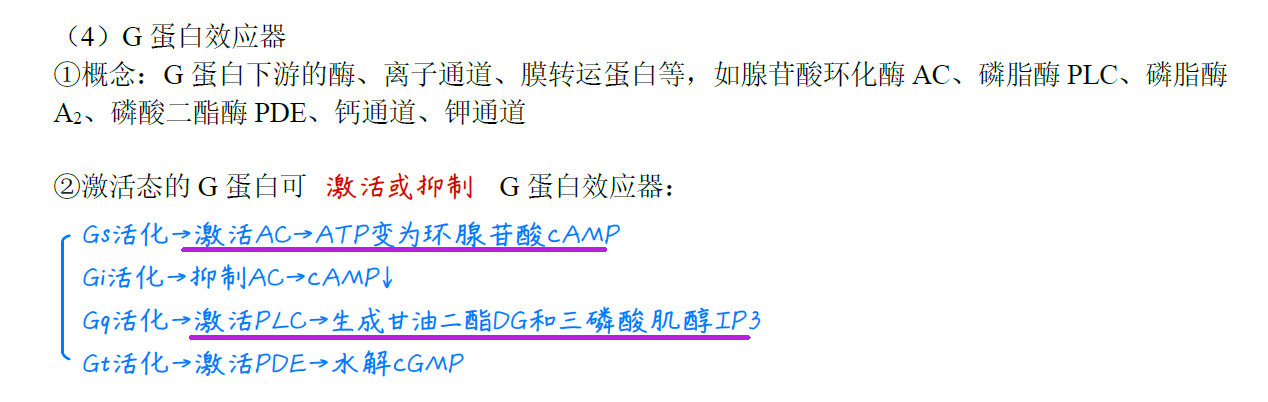 （4）G 蛋白效应器
①概念：G 蛋白下游的酶、离子通道、膜转运蛋白等，如腺苷酸环化酶 AC、磷脂酶 PLC、磷脂酶
A₂、磷酸二酯酶 PDE、钙通道、钾通道
②激活态的 G 蛋白可 激活或抑制 G 蛋白效应器：
Gs活化→激活AC→ATP变为环腺苷酸cAMP
Gi活化→抑制AC→cAMP↓
Gq活化→激活PLC→生成甘油二酯DG和三磷酸肌醇IP3
Gt活化→激活PDE→水解cGMP